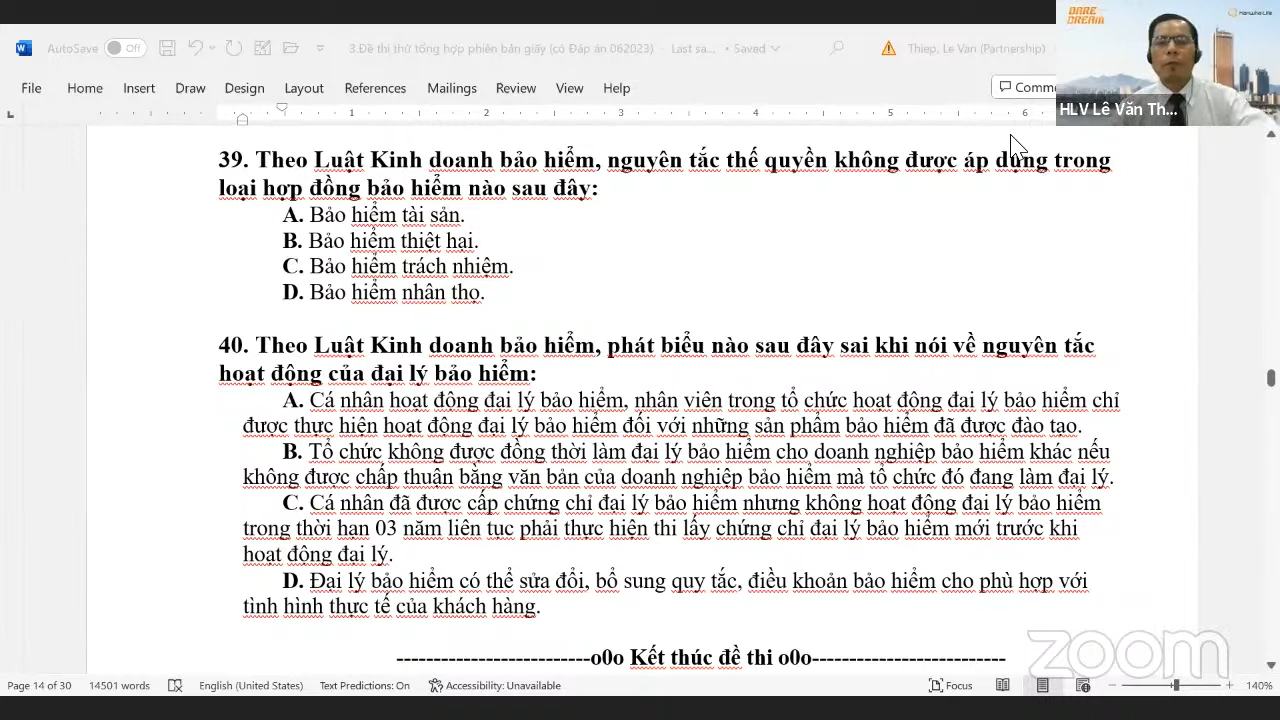 DARE DREAM
Hanwha Life
AutoSave Off 3.Đề thi thử tổng hợp phiên bản giấy (có Đáp án 062023) - Last sa... • Saved Thiep, Le Van (Partnership)
File Home Insert Draw Design Layout References Mailings Review View Help Comme
HLV Lê Văn Th...
1 2 3 4 5 6
39. Theo Luật Kinh doanh bảo hiểm, nguyên tắc thế quyền không được áp dụng trong
loại hợp đồng bảo hiểm nào sau đây:
A. Bảo hiểm tài sản.
B. Bảo hiểm thiệt hại.
C. Bảo hiểm trách nhiệm.
D. Bảo hiểm nhân thọ.
40. Theo Luật Kinh doanh bảo hiểm, phát biểu nào sau đây sai khi nói về nguyên tắc
hoạt động của đại lý bảo hiểm:
A. Cá nhân hoạt động đại lý bảo hiểm, nhân viên trong tổ chức hoạt động đại lý bảo hiểm chỉ
được thực hiện hoạt động đại lý bảo hiểm đối với những sản phẩm bảo hiểm đã được đào tạo.
B. Tổ chức không được đồng thời làm đại lý bảo hiểm cho doanh nghiệp bảo hiểm khác nếu
không được chấp thuận bằng văn bản của doanh nghiệp bảo hiểm mà tổ chức đó đang làm đại lý.
C. Cá nhân đã được cấp chứng chỉ đại lý bảo hiểm nhưng không hoạt động đại lý bảo hiểm
trong thời hạn 03 năm liên tục phải thực hiện thi lấy chứng chỉ đại lý bảo hiểm mới trước khi
hoạt động đại lý.
D. Đại lý bảo hiểm có thể sửa đổi, bổ sung quy tắc, điều khoản bảo hiểm cho phù hợp với
tình hình thực tế của khách hàng.
-------------------------o0o Kết thúc đề thi o0o-------------------------
zoom
Page 14 of 30 14501 words English (United States) Text Predictions: On Accessibility: Unavailable Focus 140%